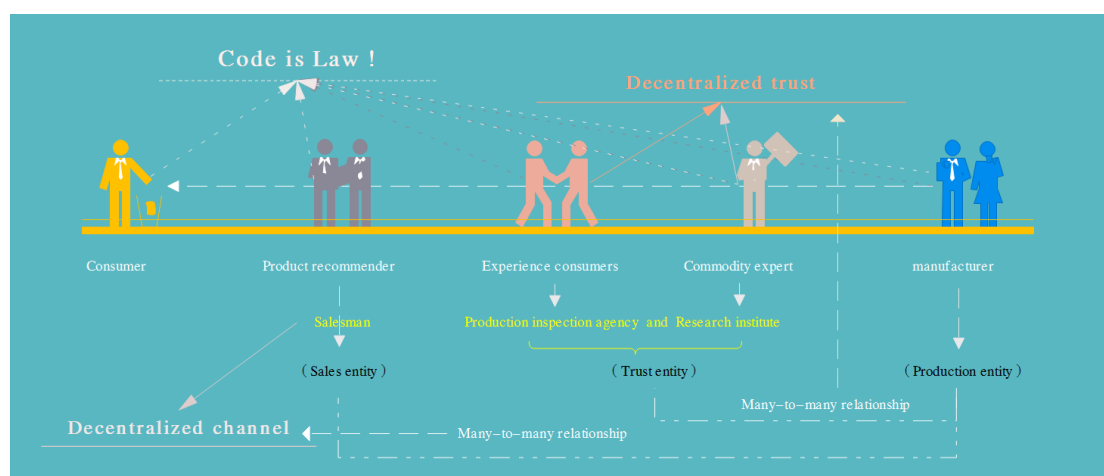 Code is Law !
Decentralized trust
Consumer
Product recommender
Experience consumers
Commodity expert
manufacturer
Salesman
Production inspection agency and Research institute
( Sales entity )
( Trust entity )
( Production entity )
Many-to-many relationship
Decentralized channel
Many-to-many relationship